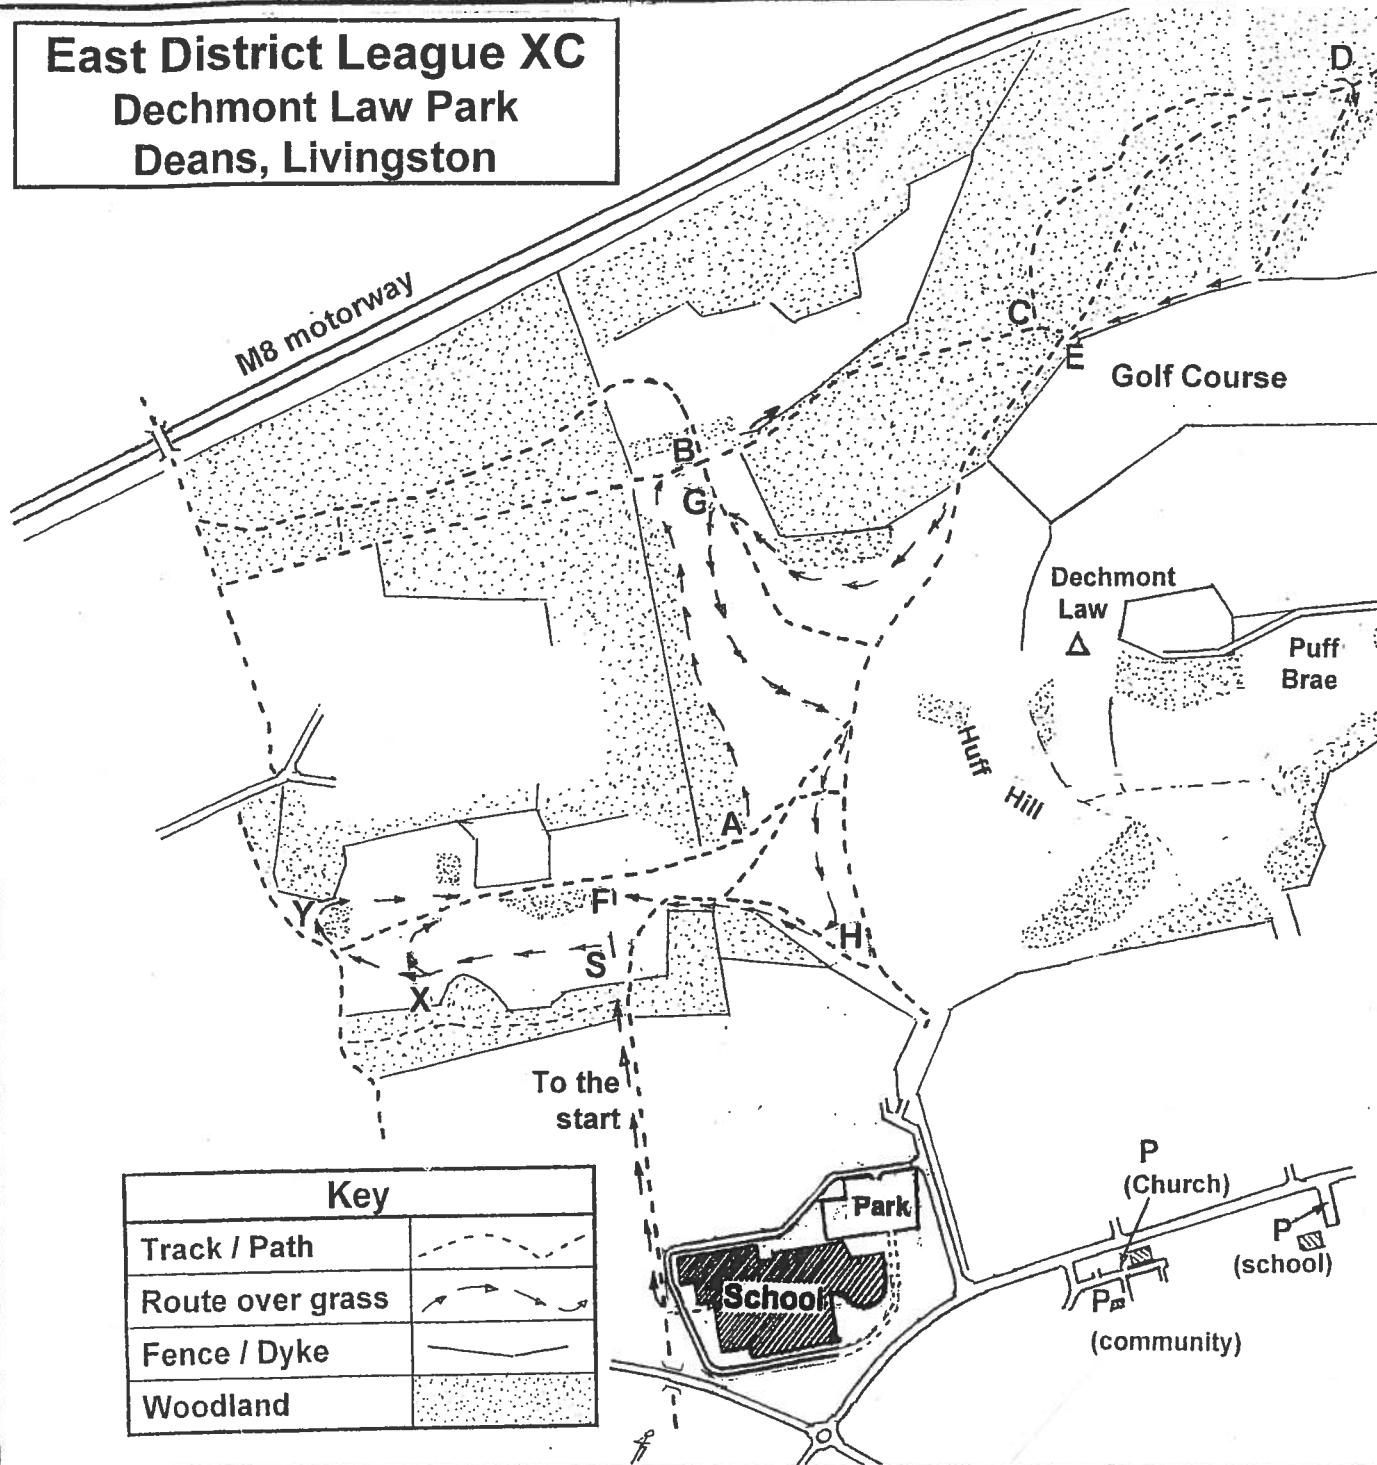 East District League XC
Dechmont Law Park
Deans, Livingston
D
M8 motorway
C
E
Golf Course
B
G
Dechmont
Law
Puff
Brae
Huff
Hill
A
Y
F
H
S
X
To the
start
P
(Church)
Park
P
(school)
School
P
(community)
Key
Track / Path
Route over grass
Fence / Dyke
Woodland